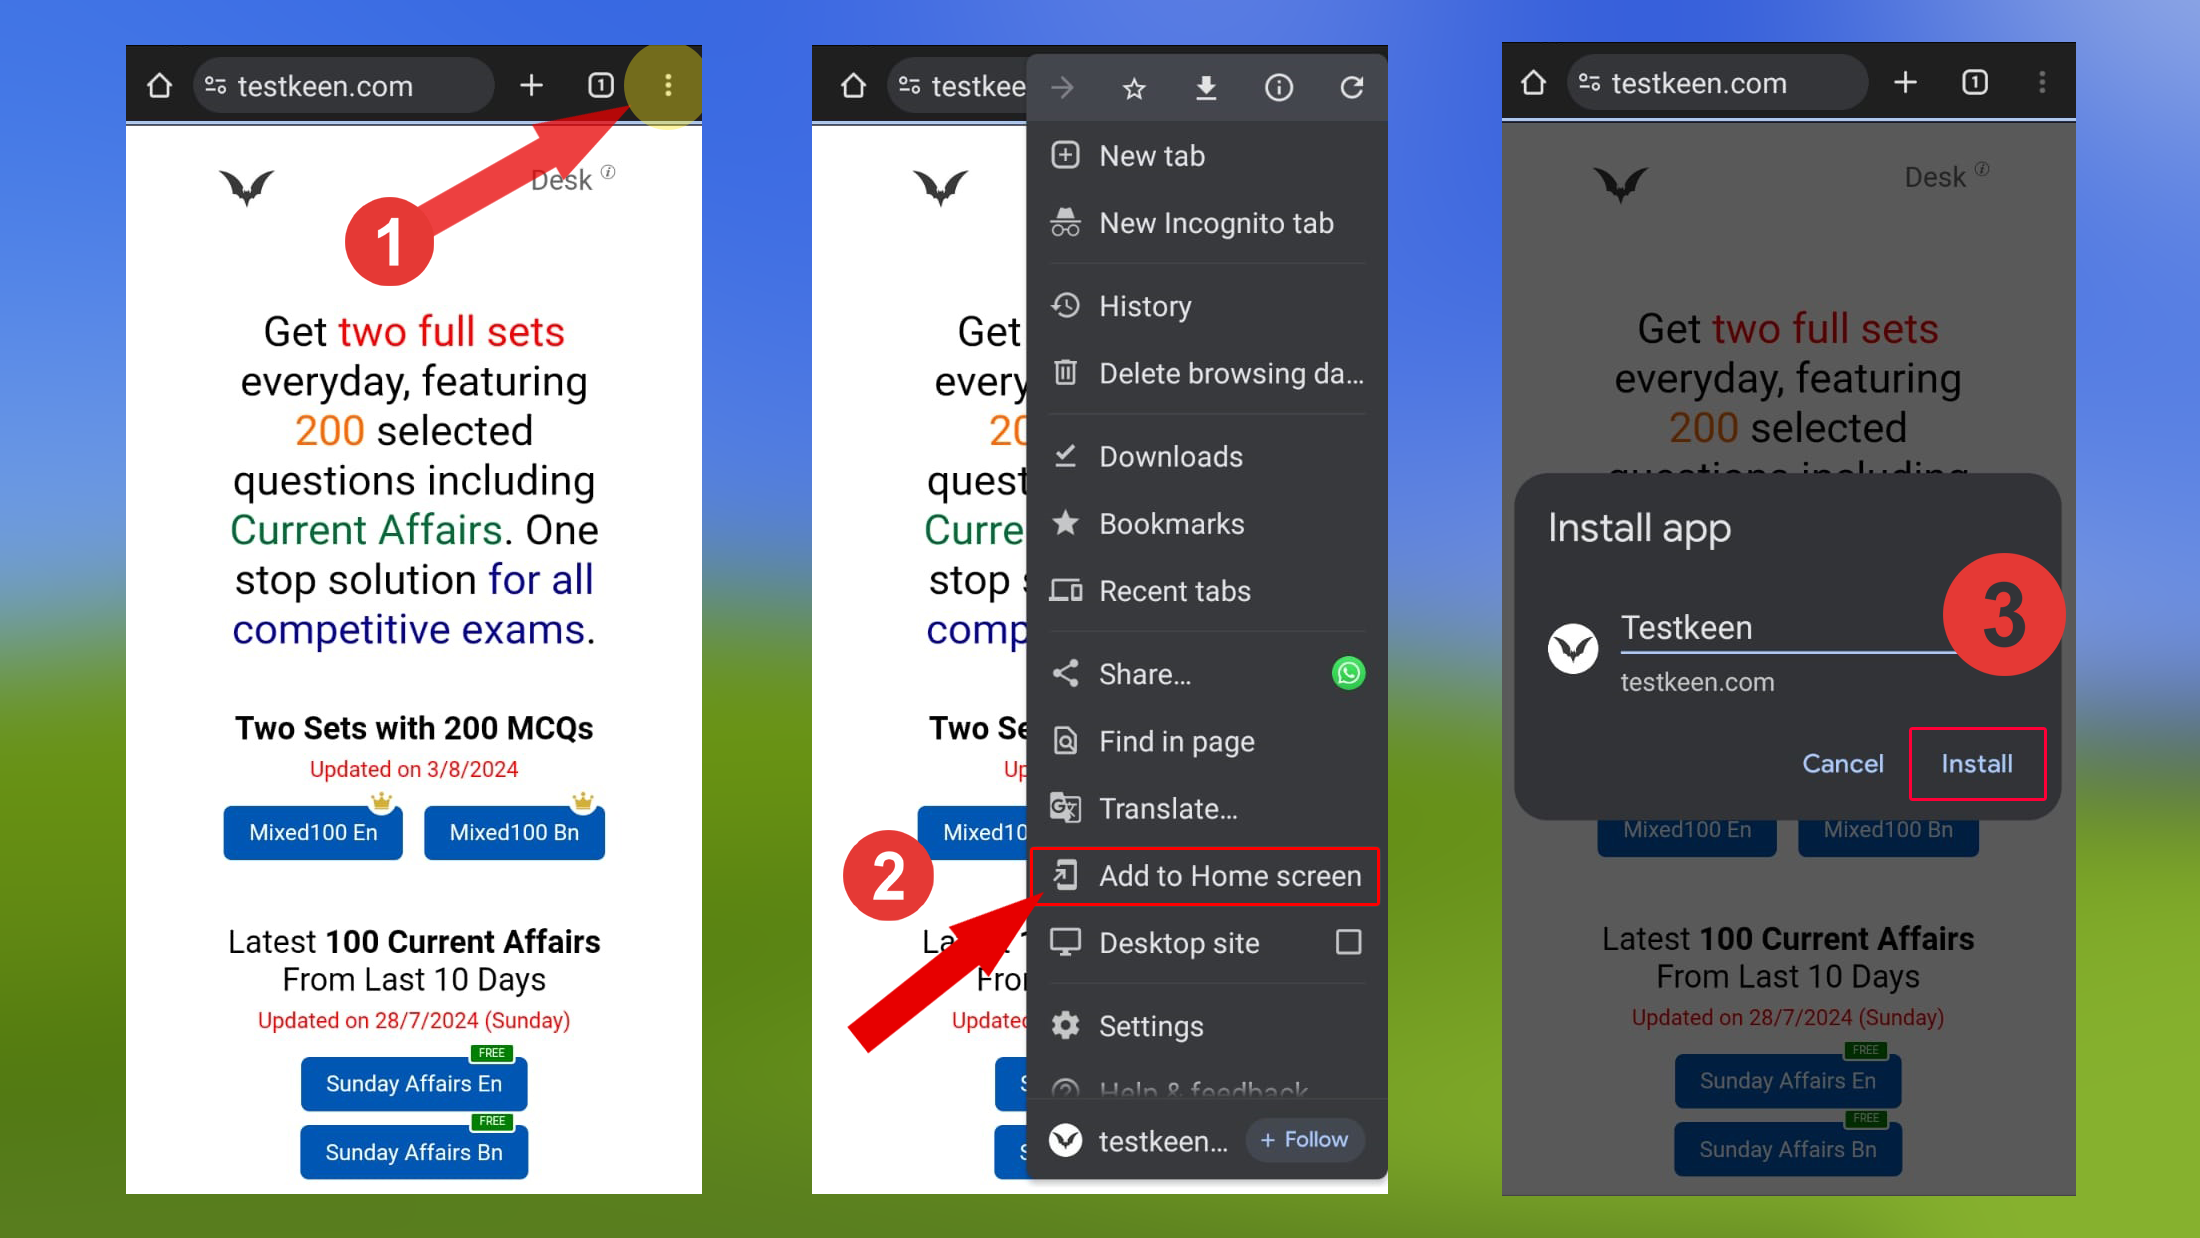 testkeen.com
1
Desk
1
Get two full sets
everyday, featuring
200 selected
questions including
Current Affairs. One
stop solution for all
competitive exams.
Two Sets with 200 MCQs
Updated on 3/8/2024
Mixed100 En
Mixed100 Bn
Latest 100 Current Affairs
From Last 10 Days
Updated on 28/7/2024 (Sunday)
FREE
Sunday Affairs En
FREE
Sunday Affairs Bn
testkee
New tab
New Incognito tab
History
Delete browsing da...
Downloads
Bookmarks
Recent tabs
Share...
Find in page
Translate...
Add to Home screen
Desktop site
Settings
Help & feedback
testkeen...
+ Follow
Get
every
20
quest
Curre
stop s
comp
Two Se
Up
Mixed10
2
La
Fro
Updated
S
S
testkeen.com
1
Desk
Get two full sets
everyday, featuring
200 selected
questions including
Install app
3
Testkeen
testkeen.com
Cancel
Install
Mixed100 En
Mixed100 Bn
Latest 100 Current Affairs
From Last 10 Days
Updated on 28/7/2024 (Sunday)
FREE
Sunday Affairs En
FREE
Sunday Affairs Bn